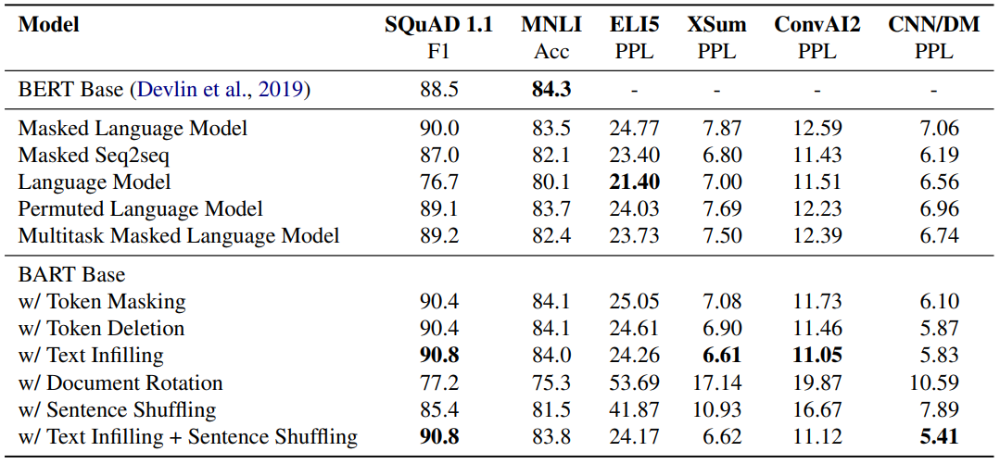 Model SQuAD 1.1 MNLI ELI5 XSum ConvAI2 CNN/DM
F1 Acc PPL PPL PPL PPL
BERT Base (Devlin et al., 2019) 88.5 84.3 - - - -
Masked Language Model 90.0 83.5 24.77 7.87 12.59 7.06
Masked Seq2seq 87.0 82.1 23.40 6.80 11.43 6.19
Language Model 76.7 80.1 21.40 7.00 11.51 6.56
Permuted Language Model 89.1 83.7 24.03 7.69 12.23 6.96
Multitask Masked Language Model 89.2 82.4 23.73 7.50 12.39 6.74
BART Base
w/ Token Masking 90.4 84.1 25.05 7.08 11.73 6.10
w/ Token Deletion 90.4 84.1 24.61 6.90 11.46 5.87
w/ Text Infilling 90.8 84.0 24.26 6.61 11.05 5.83
w/ Document Rotation 77.2 75.3 53.69 17.14 19.87 10.59
w/ Sentence Shuffling 85.4 81.5 41.87 10.93 16.67 7.89
w/ Text Infilling + Sentence Shuffling 90.8 83.8 24.17 6.62 11.12 5.41